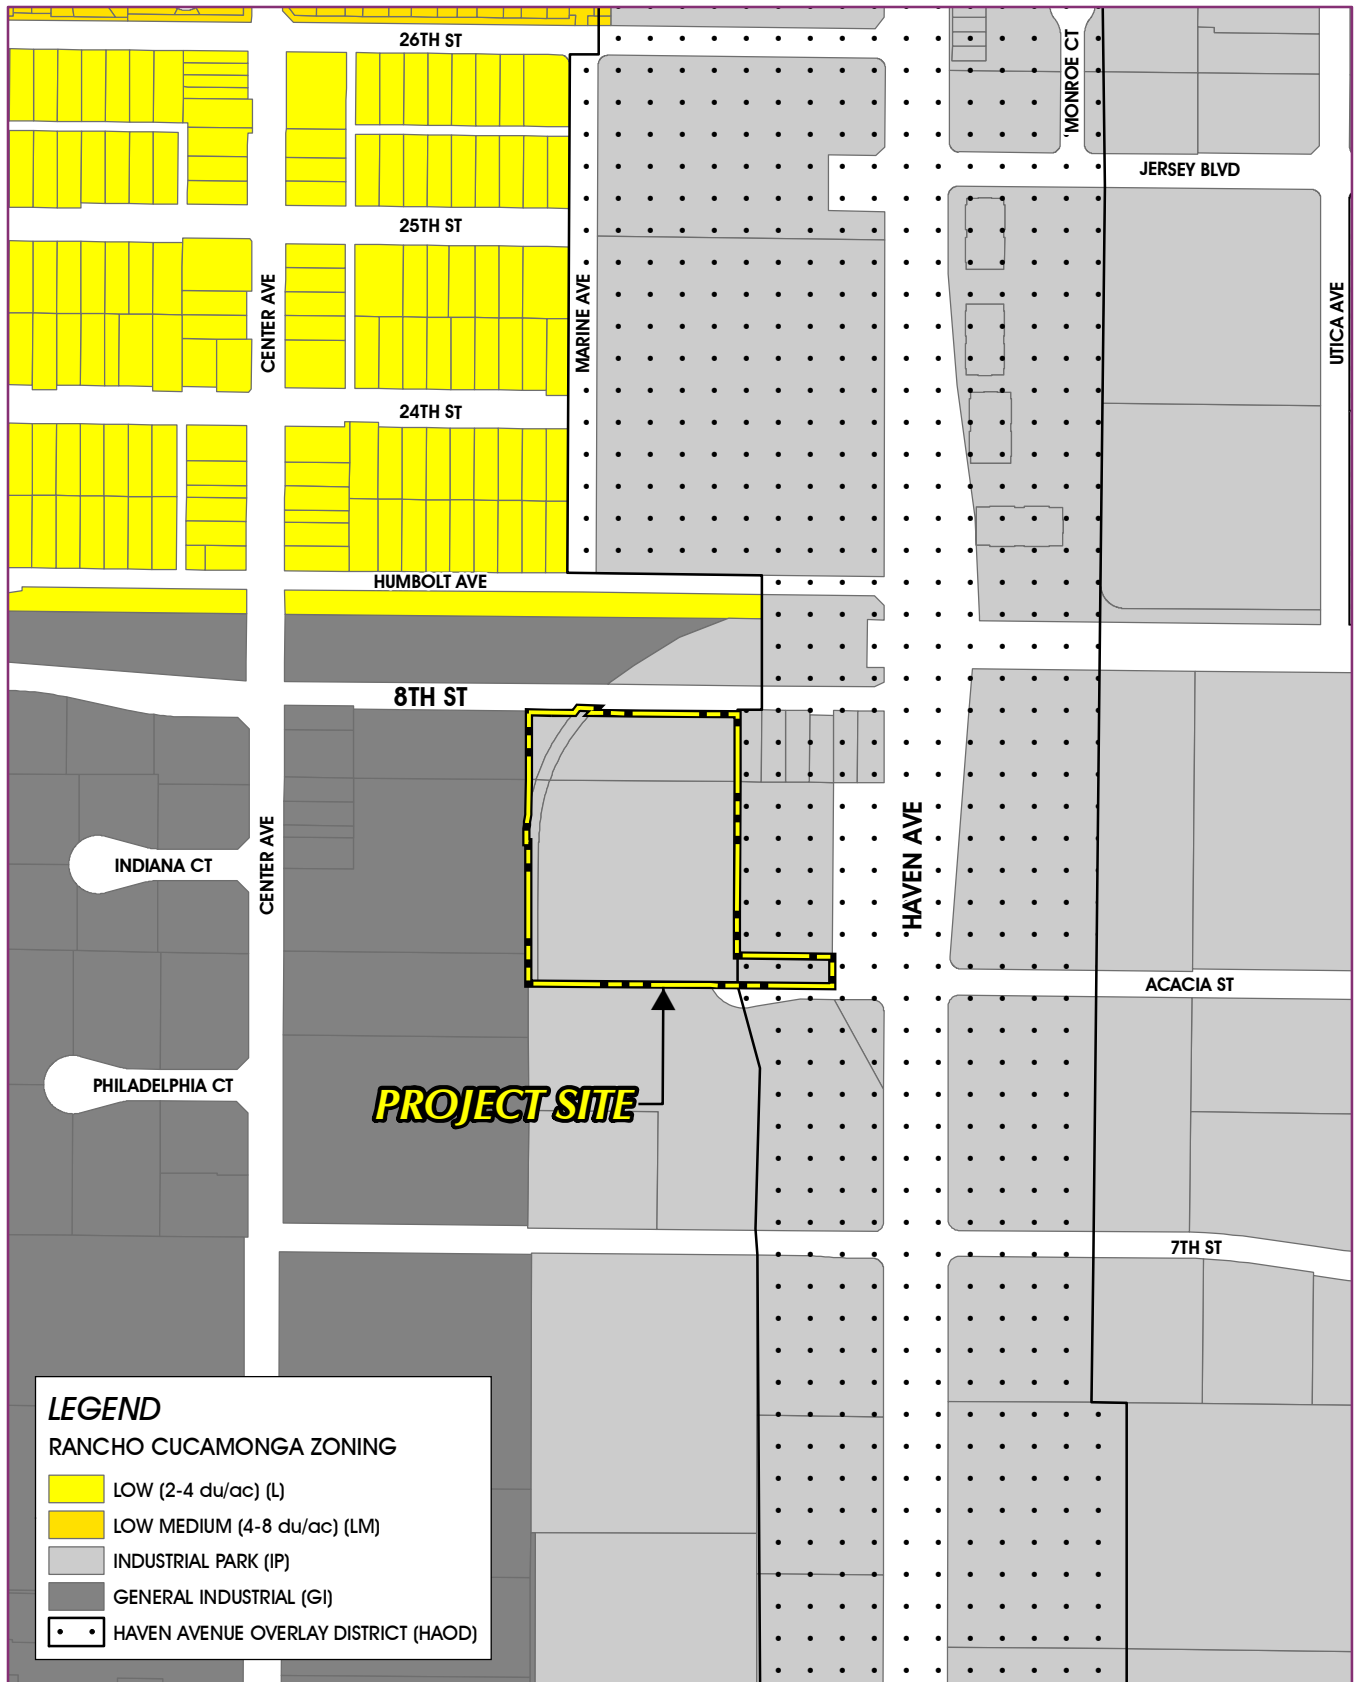 26TH ST
MONROE CT
JERSEY BLVD
25TH ST
CENTER AVE
MARINE AVE
UTICA AVE
24TH ST
HUMBOLT AVE
8TH ST
HAVEN AVE
CENTER AVE
INDIANA CT
ACACIA ST
PHILADELPHIA CT
PROJECT SITE
7TH ST
LEGEND
RANCHO CUCAMONGA ZONING
LOW (2-4 du/ac) (L)
LOW MEDIUM (4-8 du/ac) (LM)
INDUSTRIAL PARK (IP)
GENERAL INDUSTRIAL (GI)
HAVEN AVENUE OVERLAY DISTRICT (HAOD)